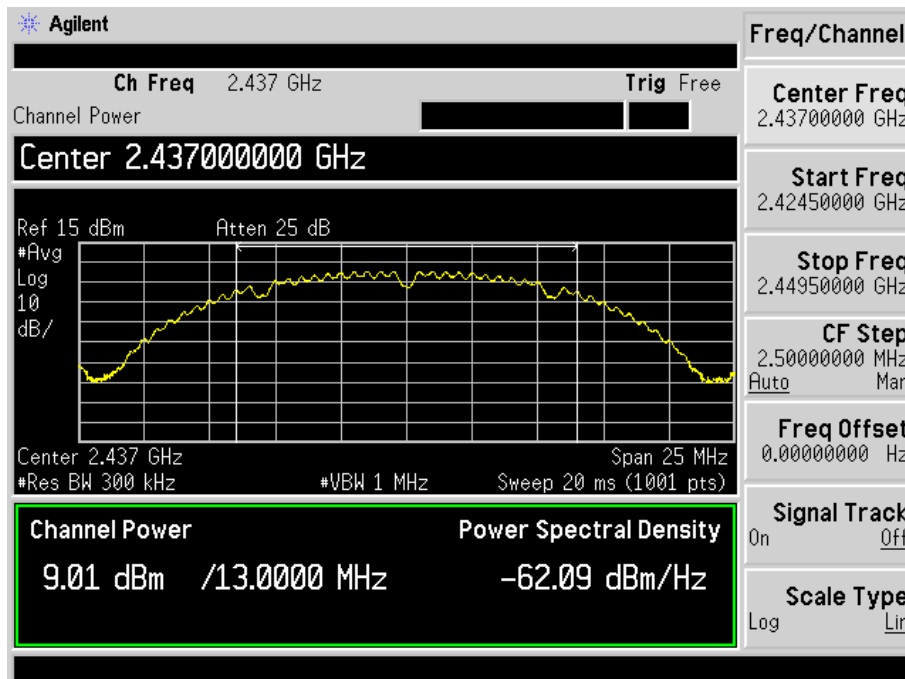 Agilent
Freq/Channel
Ch Freq 2.437 GHz Trig Free
Channel Power
Center 2.437000000 GHz
Ref 15 dBm Atten 25 dB
#Avg
Log
10
dB/
Center 2.437 GHz Span 25 MHz
#Res BW 300 kHz #VBW 1 MHz Sweep 20 ms (1001 pts)
Channel Power Power Spectral Density
9.01 dBm /13.0000 MHz -62.09 dBm/Hz
Center Freq
2.43700000 GHz
Start Freq
2.42450000 GHz
Stop Freq
2.44950000 GHz
CF Step
2.50000000 MHz
Auto Man
Freq Offset
0.00000000 Hz
Signal Track
On Off
Scale Type
Log Lin